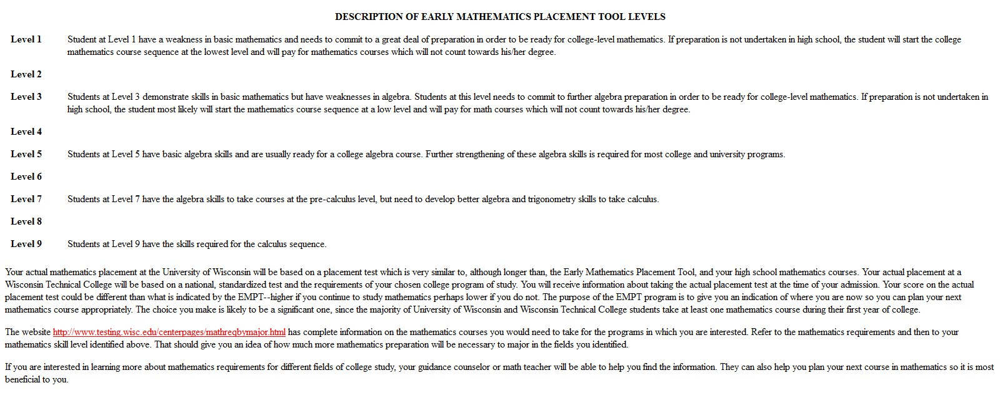 DESCRIPTION OF EARLY MATHEMATICS PLACEMENT TOOL LEVELS
Level 1 Student at Level 1 have a weakness in basic mathematics and needs to commit to a great deal of preparation in order to be ready for college-level mathematics. If preparation is not undertaken in high school, the student will start the college
mathematics course sequence at the lowest level and will pay for mathematics courses which will not count towards his/her degree.
Level 2
Level 3 Students at Level 3 demonstrate skills in basic mathematics but have weaknesses in algebra. Students at this level needs to commit to further algebra preparation in order to be ready for college-level mathematics. If preparation is not undertaken in
high school, the student most likely will start the mathematics course sequence at a low level and will pay for math courses which will not count towards his/her degree.
Level 4
Level 5 Students at Level 5 have basic algebra skills and are usually ready for a college algebra course. Further strengthening of these algebra skills is required for most college and university programs.
Level 6
Level 7 Students at Level 7 have the algebra skills to take courses at the pre-calculus level, but need to develop better algebra and trigonometry skills to take calculus.
Level 8
Level 9 Students at Level 9 have the skills required for the calculus sequence.
Your actual mathematics placement at the University of Wisconsin will be based on a placement test which is very similar to, although longer than, the Early Mathematics Placement Tool, and your high school mathematics courses. Your actual placement at a
Wisconsin Technical College will be based on a national, standardized test and the requirements of your chosen college program of study. You will receive information about taking the actual placement test at the time of your admission. Your score on the actual
placement test could be different than what is indicated by the EMPT--higher if you continue to study mathematics perhaps lower if you do not. The purpose of the EMPT program is to give you an indication of where you are now so you can plan your next
mathematics course appropriately. The choice you make is likely to be a significant one, since the majority of University of Wisconsin and Wisconsin Technical College students take at least one mathematics course during their first year of college.
The website http://www.testing.wisc.edu/centerpages/mathreqbymajor.html has complete information on the mathematics courses you would need to take for the programs in which you are interested. Refer to the mathematics requirements and then to your
mathematics skill level identified above. That should give you an idea of how much more mathematics preparation will be necessary to major in the fields you identified.
If you are interested in learning more about mathematics requirements for different fields of college study, your guidance counselor or math teacher will be able to help you find the information. They can also help you plan your next course in mathematics so it is most
beneficial to you.